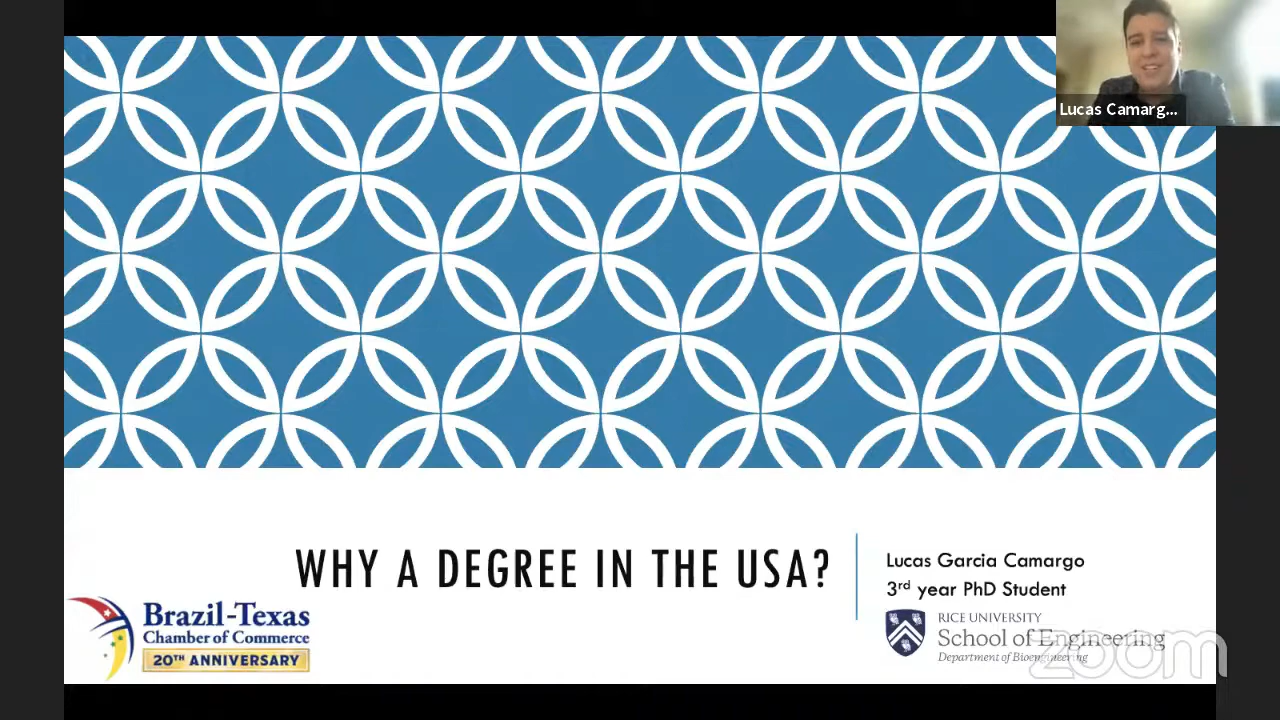 Lucas Camarg...
WHY A DEGREE IN THE USA?
Lucas Garcia Camargo
3rd year PhD Student
Brazil-Texas
Chamber of Commerce
20TH ANNIVERSARY
RICE UNIVERSITY
School of Engineering
Department of Bioengineering
zoom